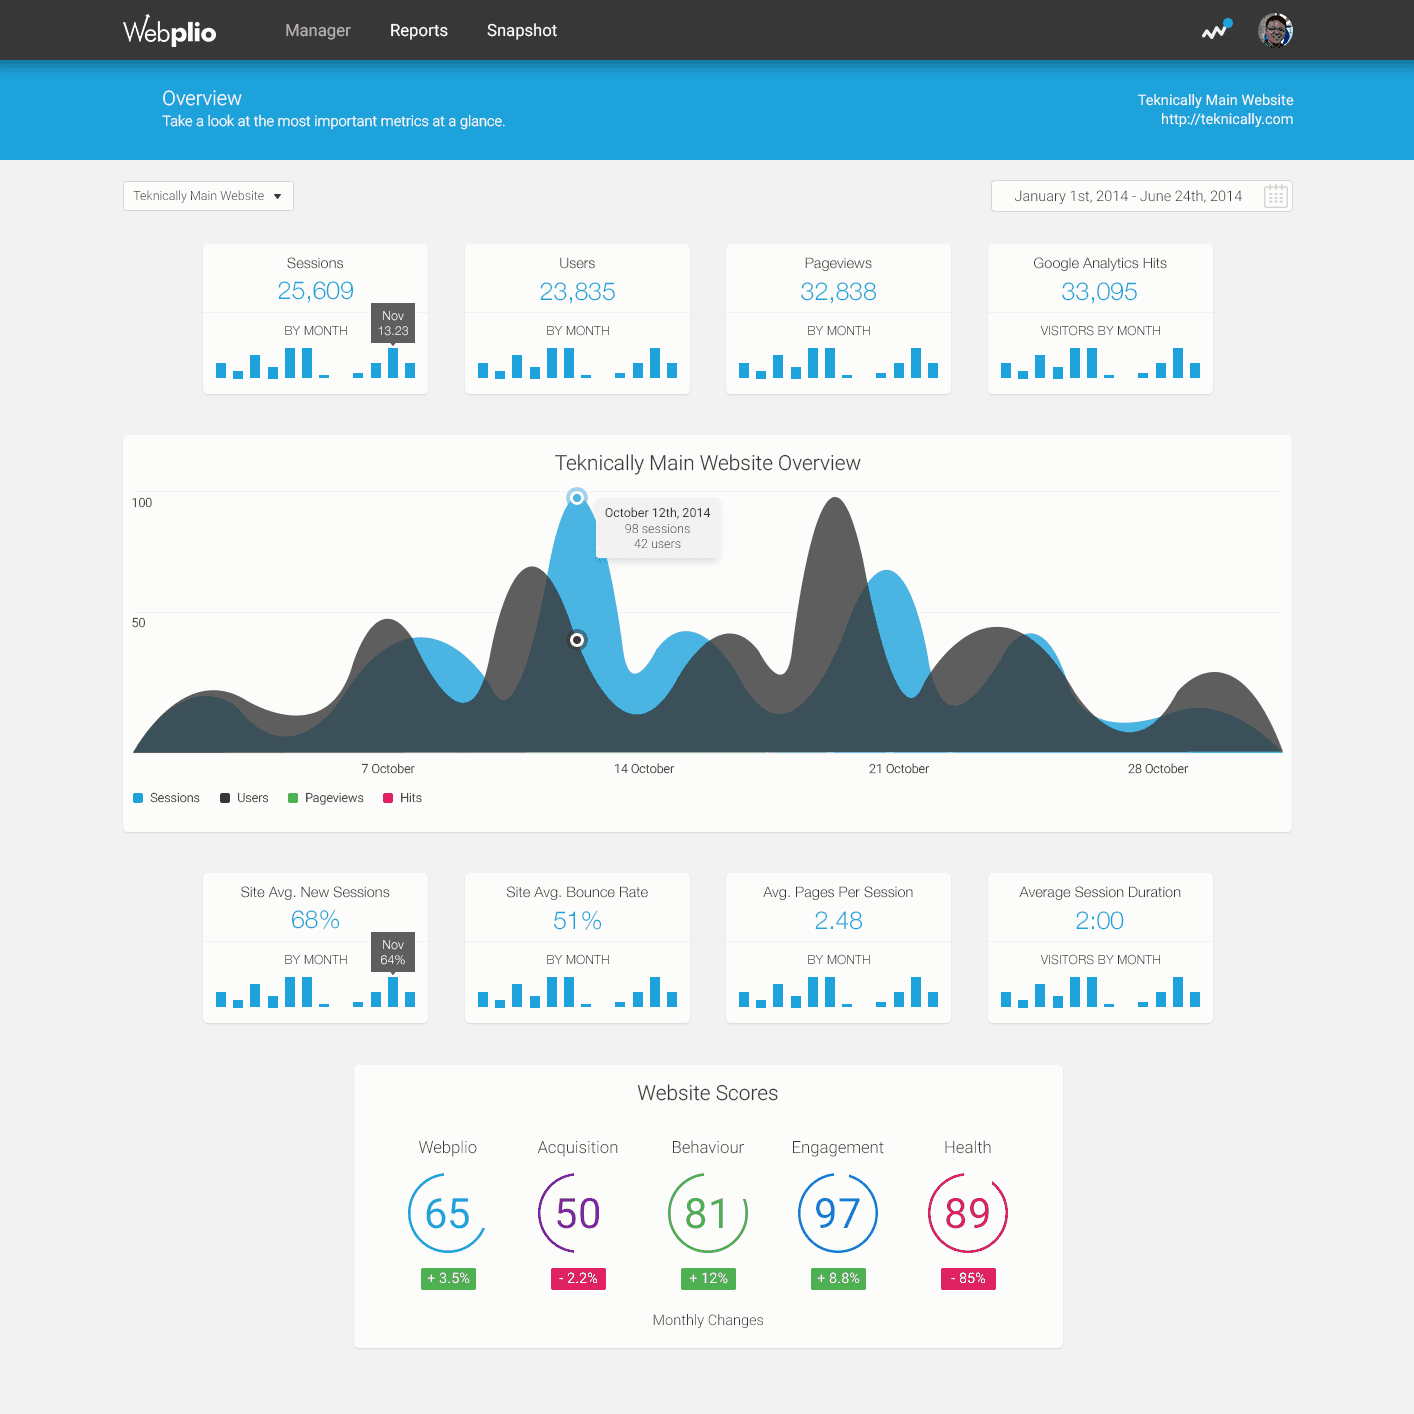 Webplio
Manager
Reports
Snapshot
Overview
Take a look at the most important metrics at a glance.
Teknically Main Website
http://teknically.com
Teknically Main Website
January 1st, 2014 - June 24th, 2014
Sessions
25,609
BY MONTH
Nov
13.23
Users
23,835
BY MONTH
Pageviews
32,838
BY MONTH
Google Analytics Hits
33,095
VISITORS BY MONTH
Teknically Main Website Overview
100
50
October 12th, 2014
98 sessions
42 users
7 October
14 October
21 October
28 October
Sessions
Users
Pageviews
Hits
Site Avg. New Sessions
68%
BY MONTH
Nov
64%
Site Avg. Bounce Rate
51%
BY MONTH
Avg. Pages Per Session
2.48
BY MONTH
Average Session Duration
2:00
VISITORS BY MONTH
Website Scores
Webplio
65
+ 3.5%
Acquisition
50
- 2.2%
Behaviour
81
+ 12%
Engagement
97
+ 8.8%
Health
89
- 85%
Monthly Changes